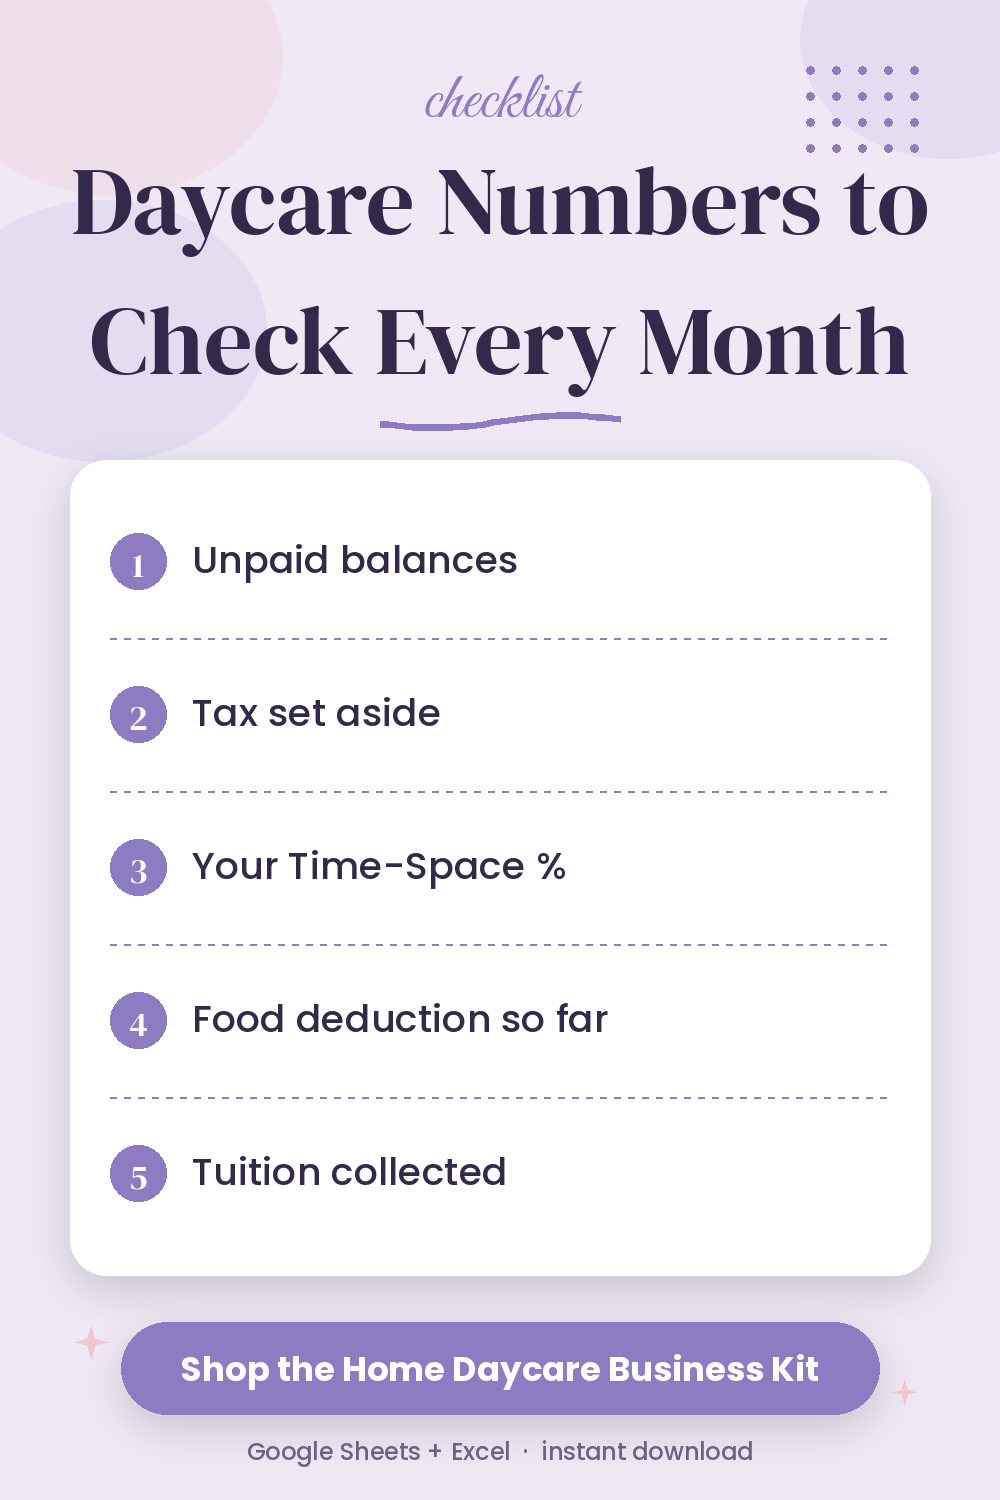 checklist
Daycare Numbers to
Check Every Month
1 Unpaid balances
2 Tax set aside
3 Your Time-Space %
4 Food deduction so far
5 Tuition collected
Shop the Home Daycare Business Kit
Google Sheets + Excel · instant download